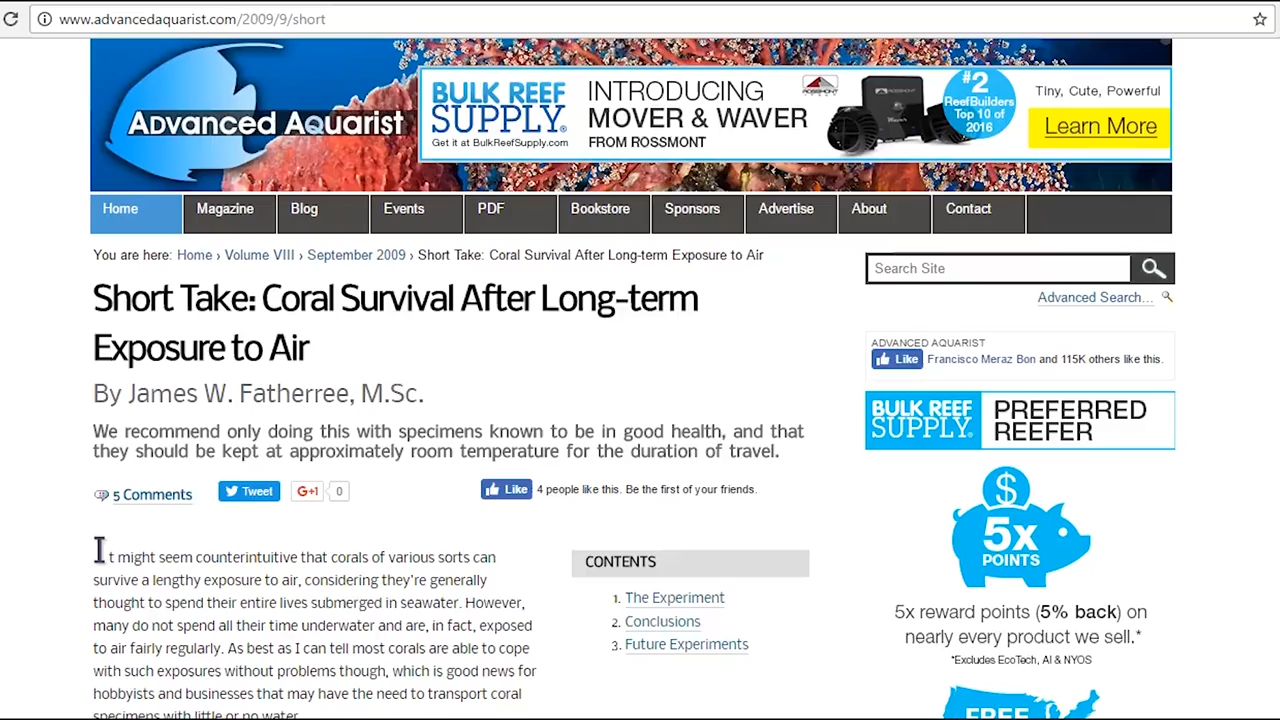 www.advancedaquarist.com/2009/9/short
Advanced Aquarist
BULK REEF
SUPPLY®
Get it at BulkReefSupply.com
INTRODUCING
MOVER & WAVER
FROM ROSSMONT
ROSSMONT
#2
ReefBuilders
Top 10 of
2016
Tiny, Cute, Powerful
Learn More
Home Magazine Blog Events PDF Bookstore Sponsors Advertise About Contact
You are here: Home › Volume VIII › September 2009 › Short Take: Coral Survival After Long-term Exposure to Air
Short Take: Coral Survival After Long-term
Exposure to Air
By James W. Fatherree, M.Sc.
We recommend only doing this with specimens known to be in good health, and that
they should be kept at approximately room temperature for the duration of travel.
5 Comments Tweet G+1 0 Like 4 people like this. Be the first of your friends.
It might seem counterintuitive that corals of various sorts can
survive a lengthy exposure to air, considering they're generally
thought to spend their entire lives submerged in seawater. However,
many do not spend all their time underwater and are, in fact, exposed
to air fairly regularly. As best as I can tell most corals are able to cope
with such exposures without problems though, which is good news for
hobbyists and businesses that may have the need to transport coral
specimens with little or no water.
CONTENTS
1. The Experiment
2. Conclusions
3. Future Experiments
Search Site
Advanced Search...
ADVANCED AQUARIST
Like Francisco Meraz Bon and 115K others like this.
BULK REEF
SUPPLY®
PREFERRED
REEFER
$
5x
POINTS
5x reward points (5% back) on
nearly every product we sell.*
*Excludes EcoTech, AI & NYOS
FREE